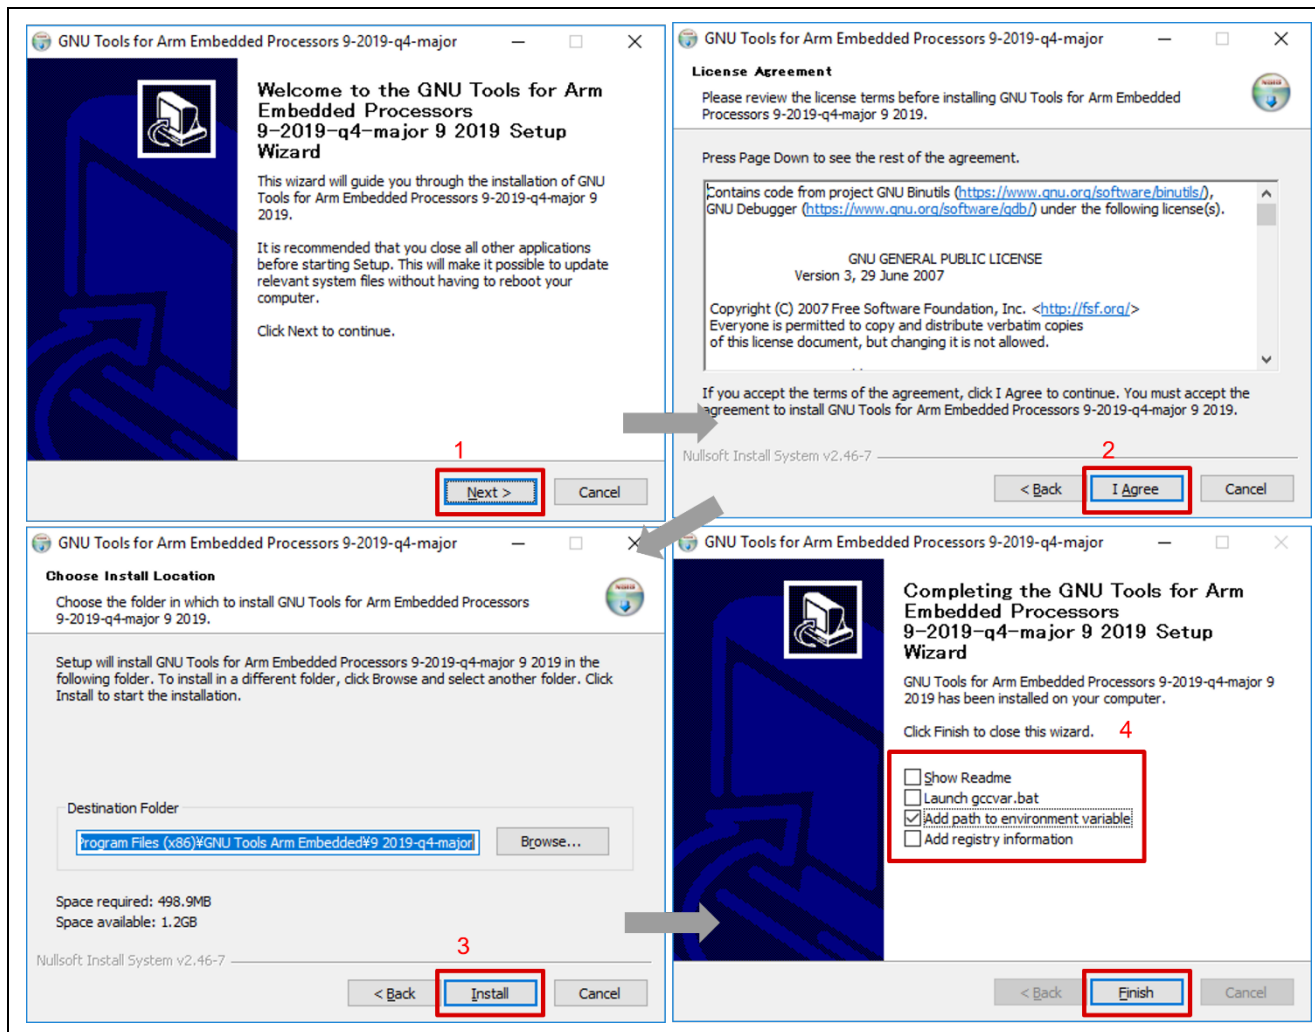 GNU Tools for Arm Embedded Processors 9-2019-q4-major
Welcome to the GNU Tools for Arm
Embedded Processors
9-2019-q4-major 9 2019 Setup
Wizard
This wizard will guide you through the installation of GNU
Tools for Arm Embedded Processors 9-2019-q4-major 9
2019.
It is recommended that you close all other applications
before starting Setup. This will make it possible to update
relevant system files without having to reboot your
computer.
Click Next to continue.
1
Next >
Cancel
GNU Tools for Arm Embedded Processors 9-2019-q4-major
License Agreement
Please review the license terms before installing GNU Tools for Arm Embedded
Processors 9-2019-q4-major 9 2019.
Press Page Down to see the rest of the agreement.
Contains code from project GNU Binutils (https://www.gnu.org/software/binutils/),
GNU Debugger (https://www.gnu.org/software/gdb/) under the following license(s).
GNU GENERAL PUBLIC LICENSE
Version 3, 29 June 2007
Copyright (C) 2007 Free Software Foundation, Inc. <http://fsf.org/>
Everyone is permitted to copy and distribute verbatim copies
of this license document, but changing it is not allowed.
If you accept the terms of the agreement, click I Agree to continue. You must accept the
agreement to install GNU Tools for Arm Embedded Processors 9-2019-q4-major 9 2019.
Nullsoft Install System v2.46-7
2
< Back
I Agree
Cancel
GNU Tools for Arm Embedded Processors 9-2019-q4-major
Choose Install Location
Choose the folder in which to install GNU Tools for Arm Embedded Processors
9-2019-q4-major 9 2019.
Setup will install GNU Tools for Arm Embedded Processors 9-2019-q4-major 9 2019 in the
following folder. To install in a different folder, click Browse and select another folder. Click
Install to start the installation.
Destination Folder
Program Files (x86)¥GNU Tools Arm Embedded¥9 2019-q4-major
Browse...
Space required: 498.9MB
Space available: 1.2GB
Nullsoft Install System v2.46-7
3
< Back
Install
Cancel
GNU Tools for Arm Embedded Processors 9-2019-q4-major
Completing the GNU Tools for Arm
Embedded Processors
9-2019-q4-major 9 2019 Setup
Wizard
GNU Tools for Arm Embedded Processors 9-2019-q4-major 9
2019 has been installed on your computer.
Click Finish to close this wizard.
4
Show Readme
Launch gccvar.bat
Add path to environment variable
Add registry information
< Back
Finish
Cancel